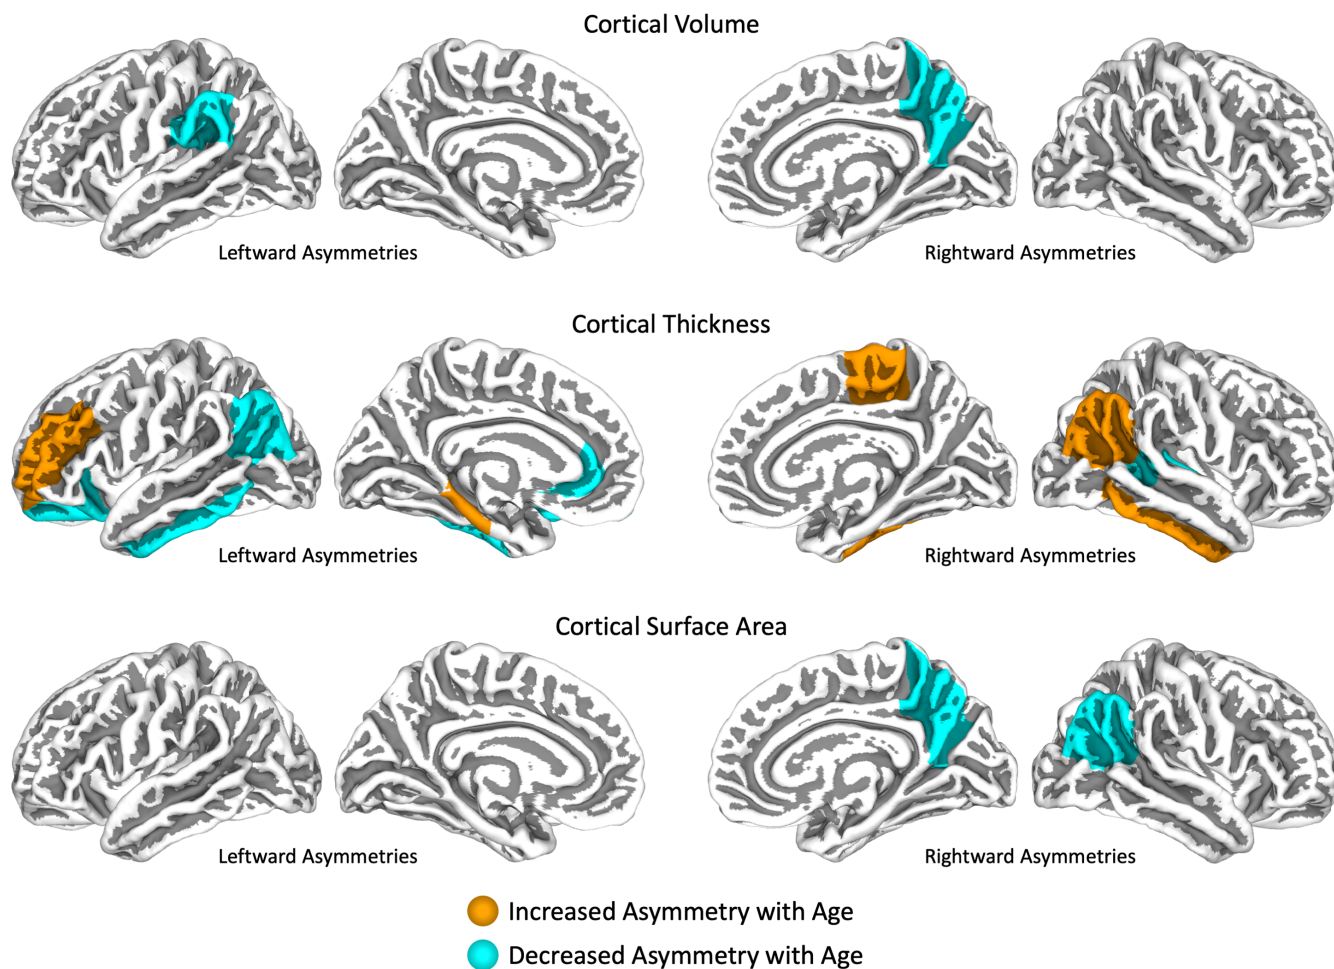 Cortical Volume
Leftward Asymmetries
Rightward Asymmetries
Cortical Thickness
Leftward Asymmetries
Rightward Asymmetries
Cortical Surface Area
Leftward Asymmetries
Rightward Asymmetries
Increased Asymmetry with Age
Decreased Asymmetry with Age